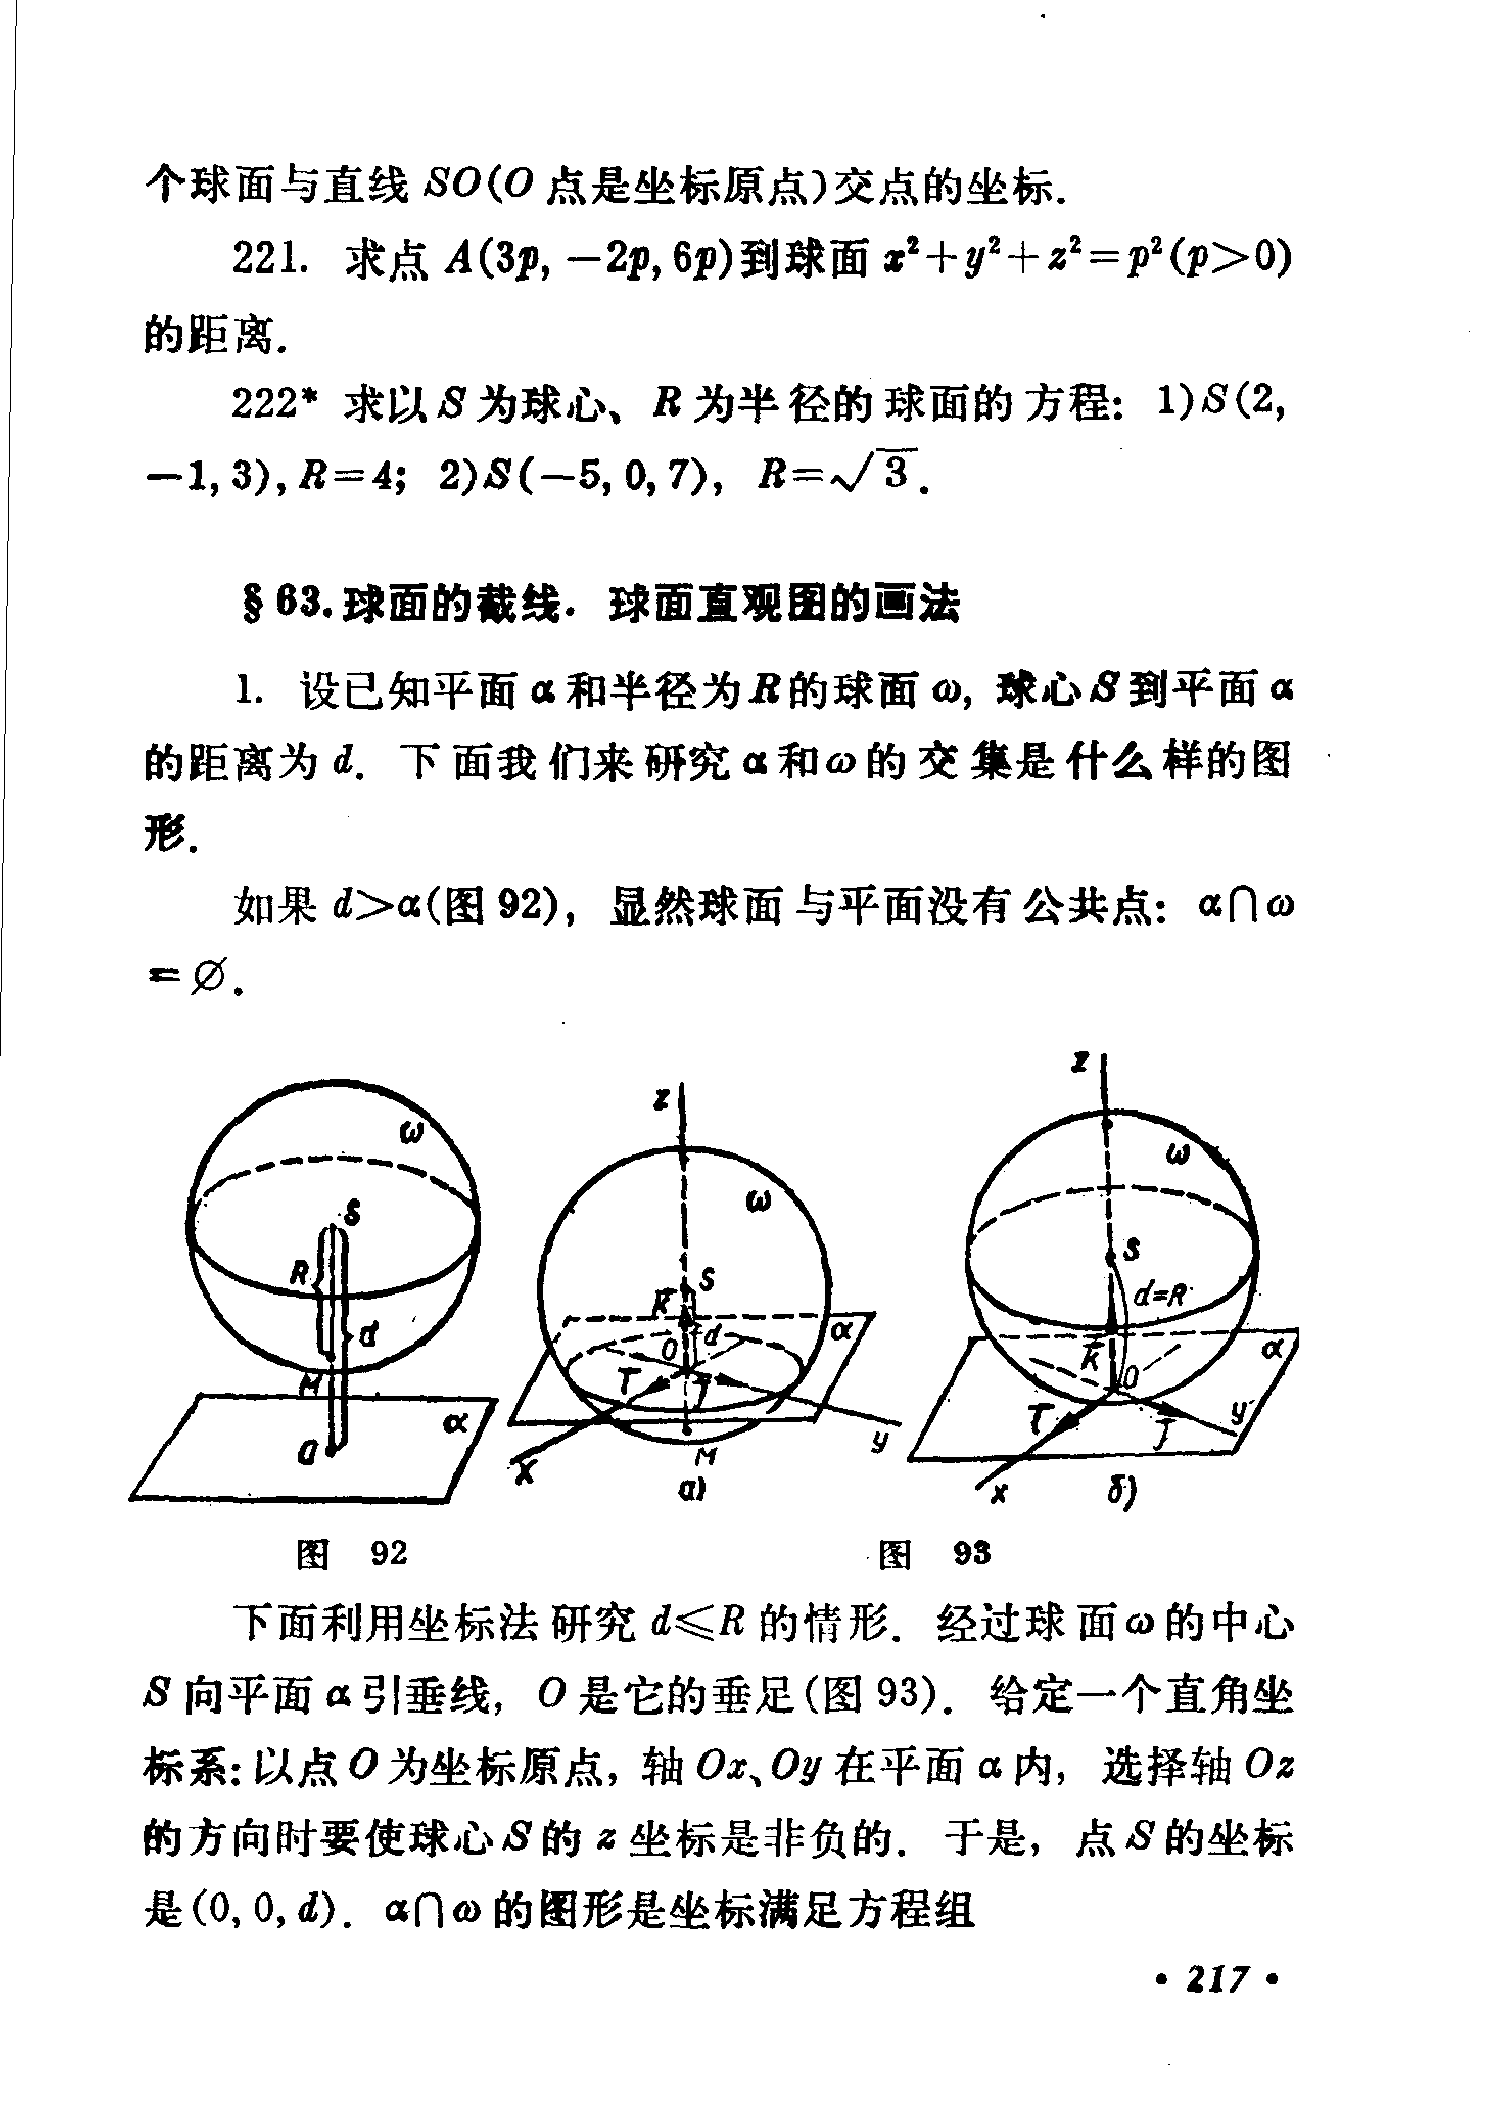 个球面与直线 SO(O 点是坐标原点)交点的坐标.
221. 求点 A(3p, −2p, 6p)到球面 x²+y²+z²=p²(p>0)
的距离.
222* 求以 S 为球心、R 为半径的球面的方程: 1)S(2,
−1, 3), R=4; 2)S(−5, 0, 7), R=√3.
§ 63.球面的截线. 球面直观图的画法
1. 设已知平面 α 和半径为 R 的球面 ω, 球心 S 到平面 α
的距离为 d. 下面我们来研究 α 和 ω 的交集是什么样的图
形.
如果 d>α(图 92), 显然球面与平面没有公共点: α∩ω
=∅.
ω
S
R
d
M
α
O
z
ω
S
k
α
O
d
i
j
x
y
M
a)
z
ω
S
d=R
α
k
O
i
j
y
x
б)
图 92
图 93
下面利用坐标法研究 d⩽R 的情形. 经过球面 ω 的中心
S 向平面 α 引垂线, O 是它的垂足(图 93). 给定一个直角坐
标系: 以点 O 为坐标原点, 轴 Ox、Oy 在平面 α 内, 选择轴 Oz
的方向时要使球心 S 的 z 坐标是非负的. 于是, 点 S 的坐标
是(0, 0, d). α∩ω 的图形是坐标满足方程组
• 217 •